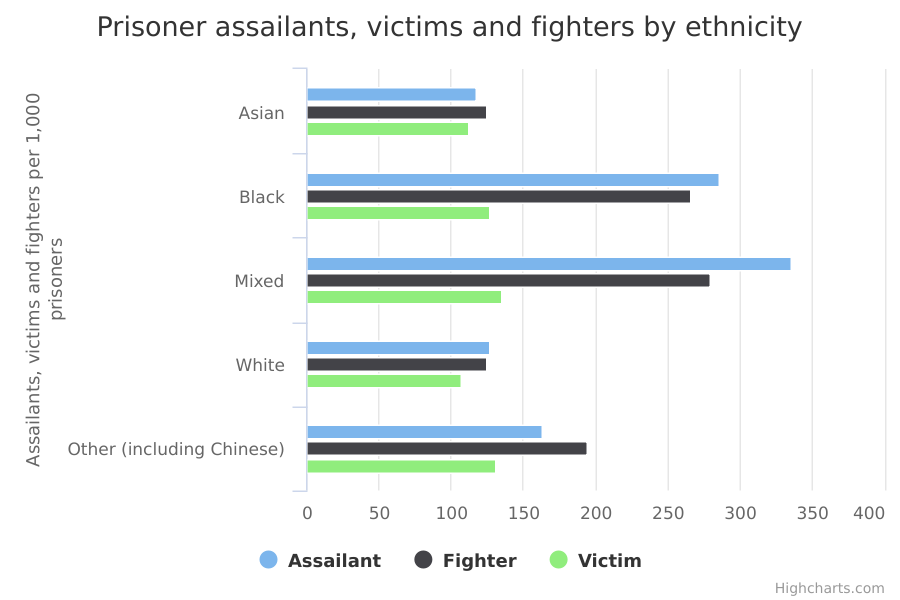 Prisoner assailants, victims and fighters by ethnicity
Assailants, victims and fighters per 1,000
prisoners
Asian
Black
Mixed
White
Other (including Chinese)
0 50 100 150 200 250 300 350 400
Assailant Fighter Victim
Highcharts.com